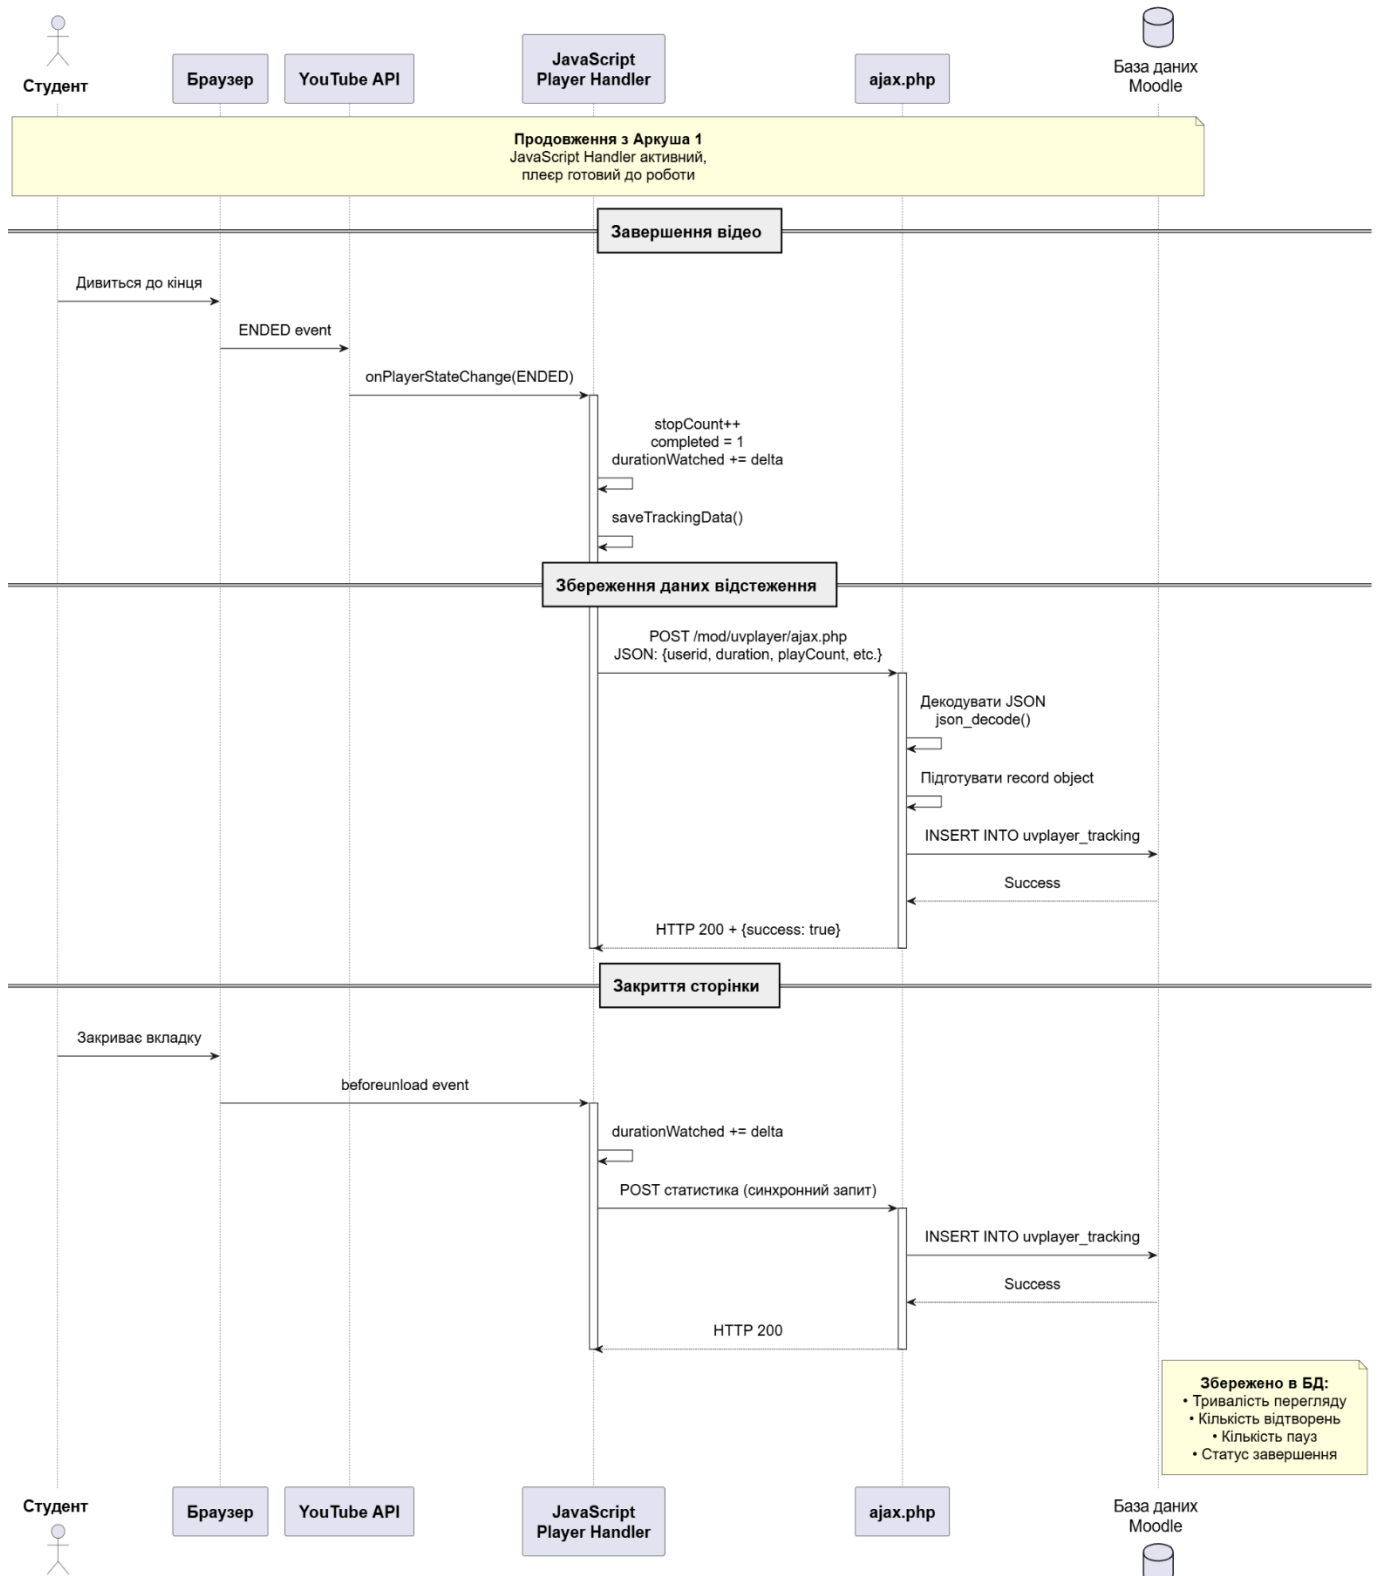 Студент
Браузер
YouTube API
JavaScript
Player Handler
ajax.php
База даних
Moodle
Продовження з Аркуша 1
JavaScript Handler активний,
плеєр готовий до роботи
Завершення відео
Дивиться до кінця
ENDED event
onPlayerStateChange(ENDED)
stopCount++
completed = 1
durationWatched += delta
saveTrackingData()
Збереження даних відстеження
POST /mod/uvplayer/ajax.php
JSON: {userid, duration, playCount, etc.}
Декодувати JSON
json_decode()
Підготувати record object
INSERT INTO uvplayer_tracking
Success
HTTP 200 + {success: true}
Закриття сторінки
Закриває вкладку
beforeunload event
durationWatched += delta
POST статистика (синхронний запит)
INSERT INTO uvplayer_tracking
Success
HTTP 200
Збережено в БД:
• Тривалість перегляду
• Кількість відтворень
• Кількість пауз
• Статус завершення
Студент
Браузер
YouTube API
JavaScript
Player Handler
ajax.php
База даних
Moodle